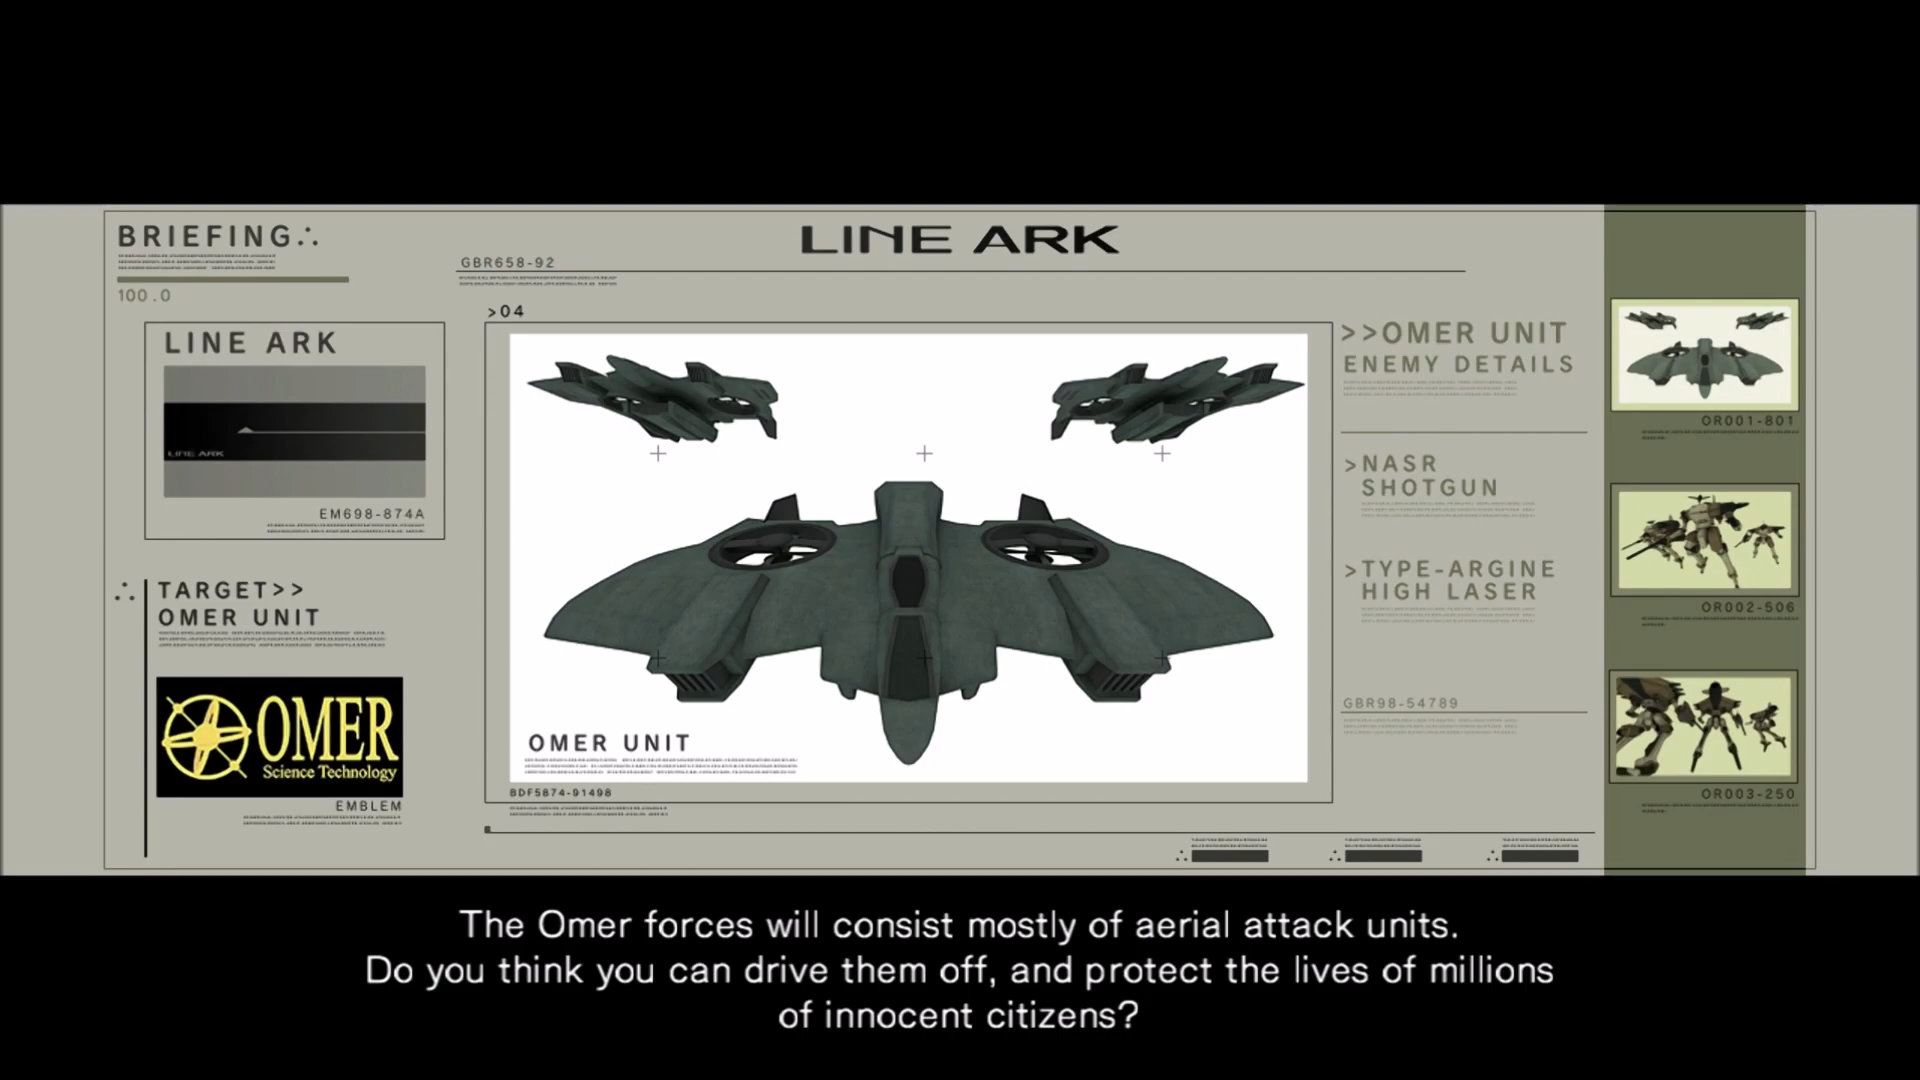 BRIEFING
100.0
LINE ARK
GBR658-92
>04
LINE ARK
LINE ARK
EM698-874A
TARGET>>
OMER UNIT
OMER
Science Technology
EMBLEM
OMER UNIT
BDF5874-91498
>>OMER UNIT
ENEMY DETAILS
>NASR
SHOTGUN
>TYPE-ARGINE
HIGH LASER
GBR98-54789
OR001-801
OR002-506
OR003-250
The Omer forces will consist mostly of aerial attack units.
Do you think you can drive them off, and protect the lives of millions
of innocent citizens?